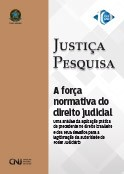 JUSTIÇA
PESQUISA
A força
normativa do
direito judicial
Uma análise da aplicação prática
do precedente no direito brasileiro
e dos seus desafios para a
legitimação da autoridade do
Poder Judiciário
CNJ